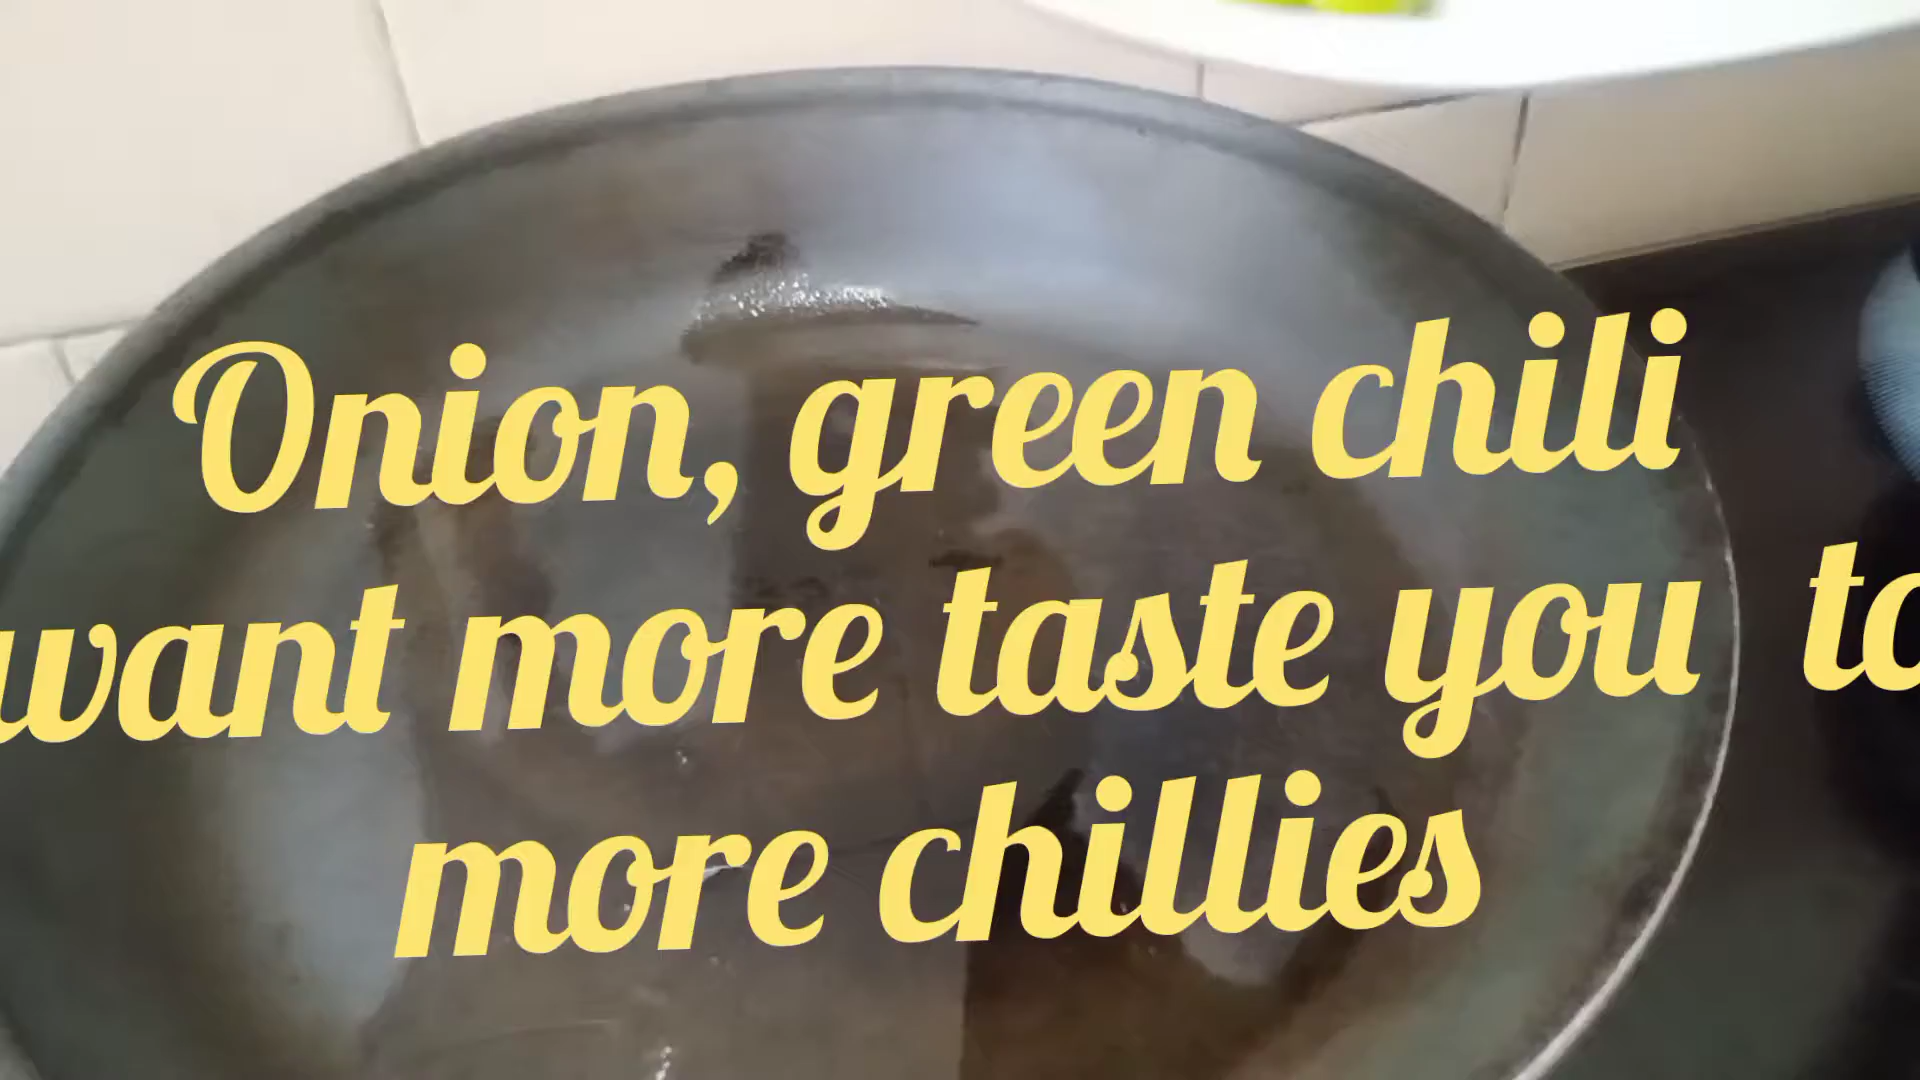 Onion, green chili
want more taste you
more chillies